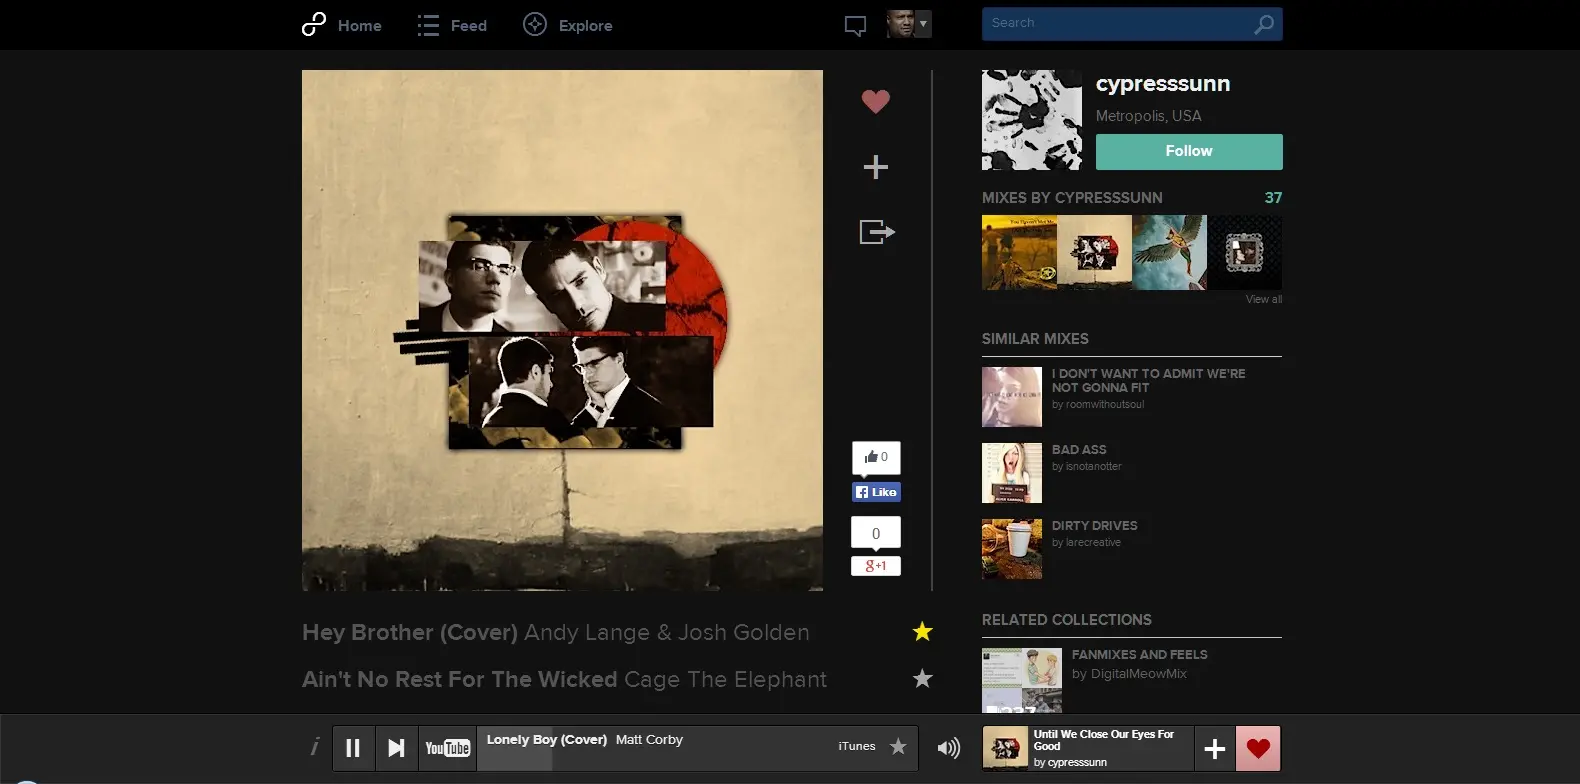 Home
Feed
Explore
Search
cypresssunn
Metropolis, USA
Follow
MIXES BY CYPRESSSUNN 37
View all
SIMILAR MIXES
I DON'T WANT TO ADMIT WE'RE
NOT GONNA FIT
by roomwithoutsoul
BAD ASS
by isnotanotter
DIRTY DRIVES
by larecreative
0
Like
0
g+1
Hey Brother (Cover) Andy Lange & Josh Golden
Ain't No Rest For The Wicked Cage The Elephant
RELATED COLLECTIONS
FANMIXES AND FEELS
by DigitalMeowMix
i
YouTube
Lonely Boy (Cover) Matt Corby
iTunes
Until We Close Our Eyes For
Good
by cypresssunn